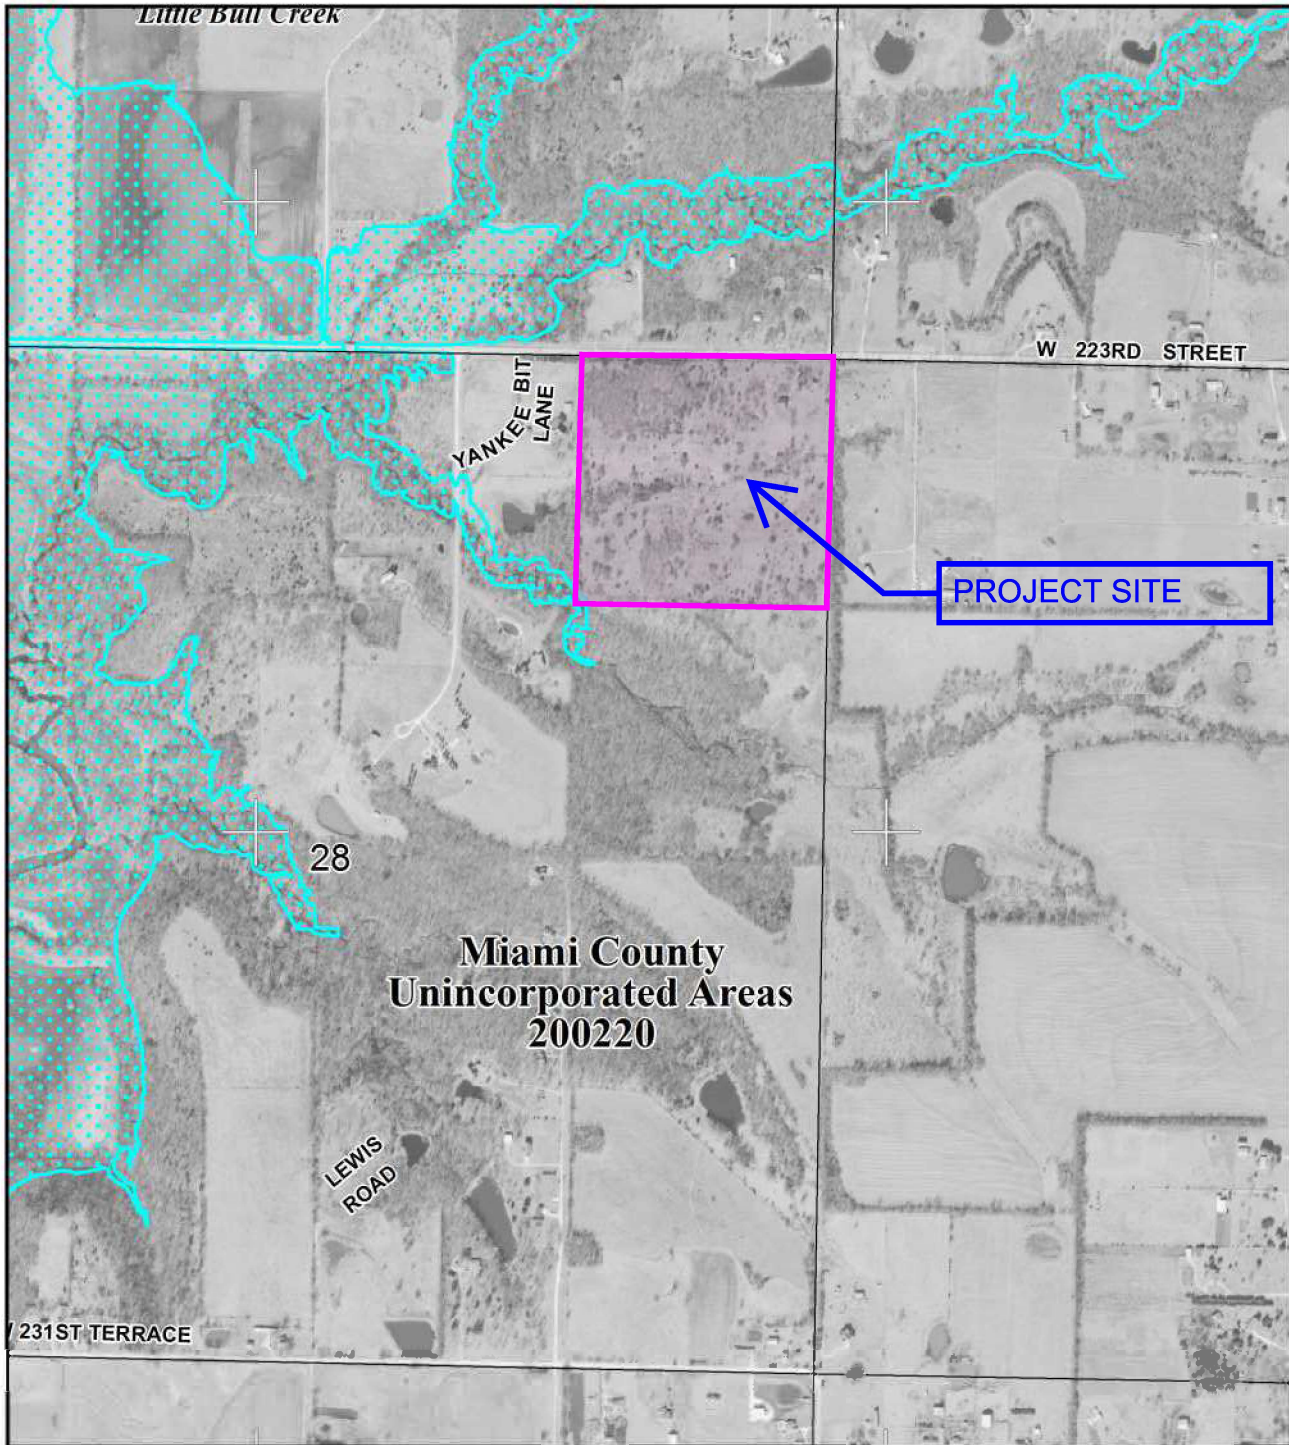 Little Bull Creek
W 223RD STREET
YANKEE BIT
LANE
PROJECT SITE
28
Miami County
Unincorporated Areas
200220
LEWIS
ROAD
231ST TERRACE